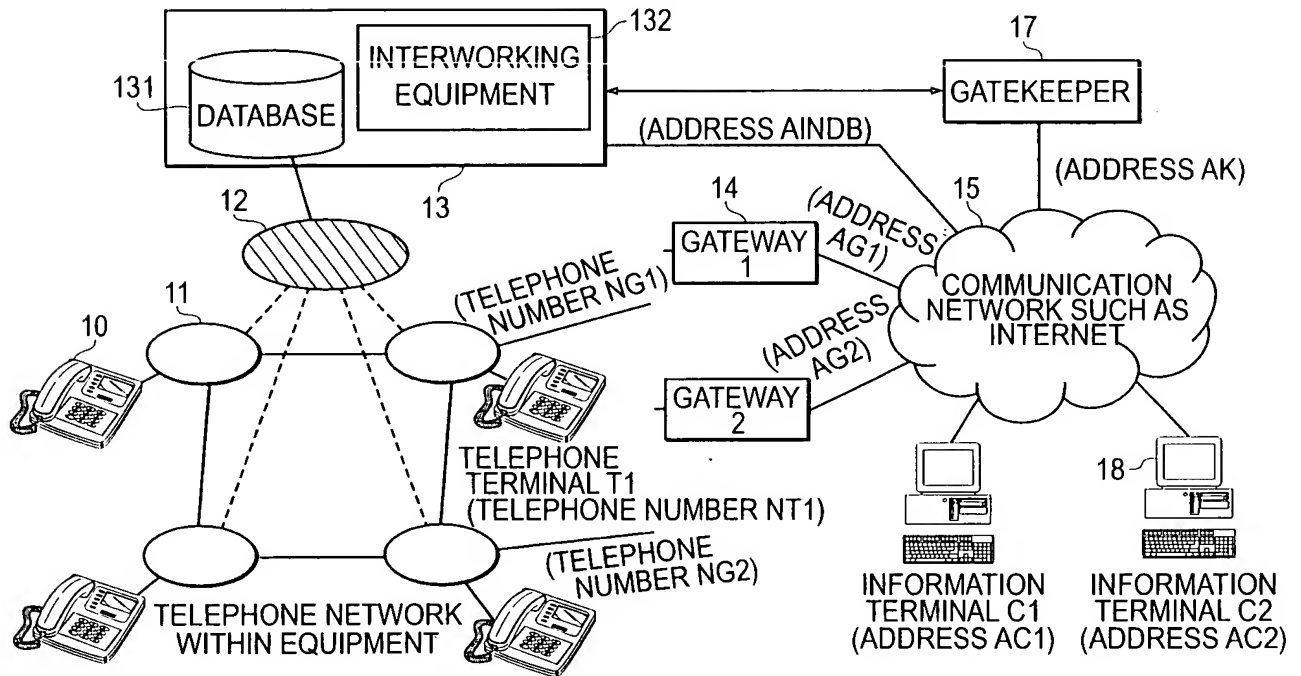 132
17
INTERWORKING
EQUIPMENT
131
DATABASE
GATEKEEPER
(ADDRESS AINDB)
(ADDRESS AK)
12
13
14
15
GATEWAY
1
(ADDRESS
AG1)
COMMUNICATION
NETWORK SUCH AS
INTERNET
(TELEPHONE
NUMBER NG1)
11
10
(ADDRESS
AG2)
GATEWAY
2
TELEPHONE
TERMINAL T1
(TELEPHONE NUMBER NT1)
18
(TELEPHONE
NUMBER NG2)
TELEPHONE NETWORK
WITHIN EQUIPMENT
INFORMATION
TERMINAL C1
(ADDRESS AC1)
INFORMATION
TERMINAL C2
(ADDRESS AC2)